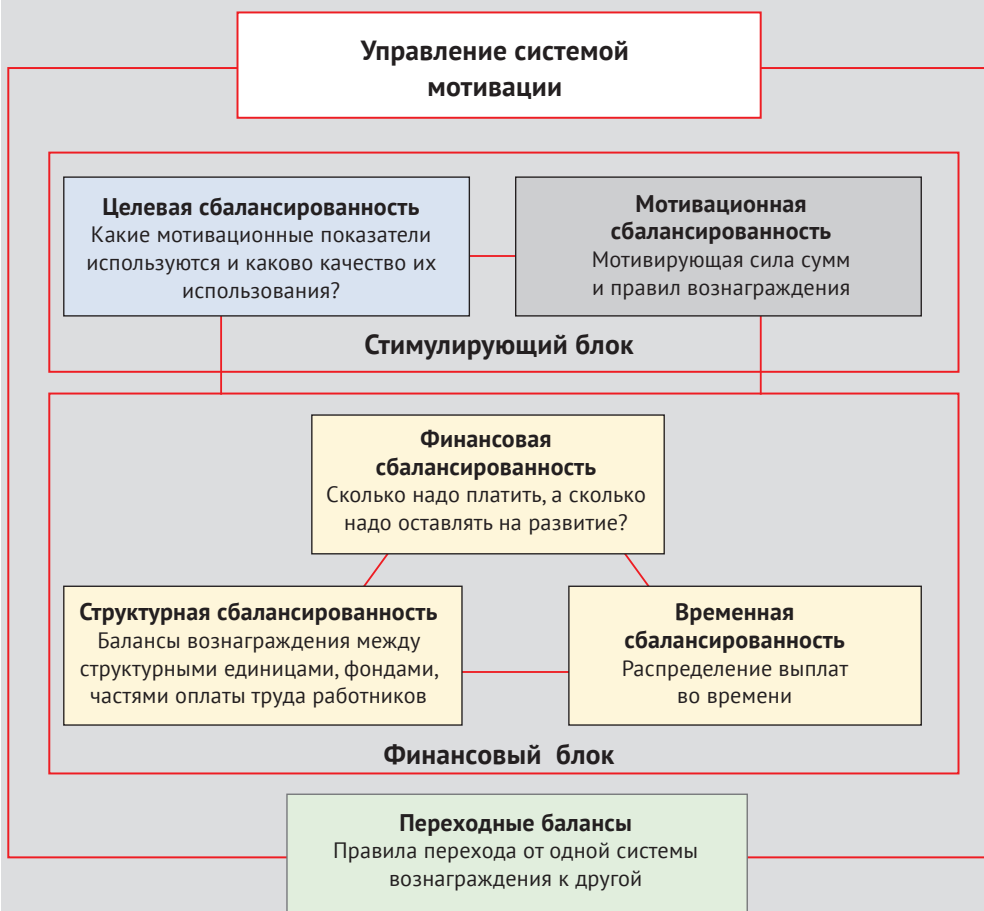 Управление системой
мотивации
Целевая сбалансированность
Какие мотивационные показатели
используются и каково качество их
использования?
Мотивационная
сбалансированность
Мотивирующая сила сумм
и правил вознаграждения
Стимулирующий блок
Финансовая
сбалансированность
Сколько надо платить, а сколько
надо оставлять на развитие?
Структурная сбалансированность
Балансы вознаграждения между
структурными единицами, фондами,
частями оплаты труда работников
Временная
сбалансированность
Распределение выплат
во времени
Финансовый блок
Переходные балансы
Правила перехода от одной системы
вознаграждения к другой